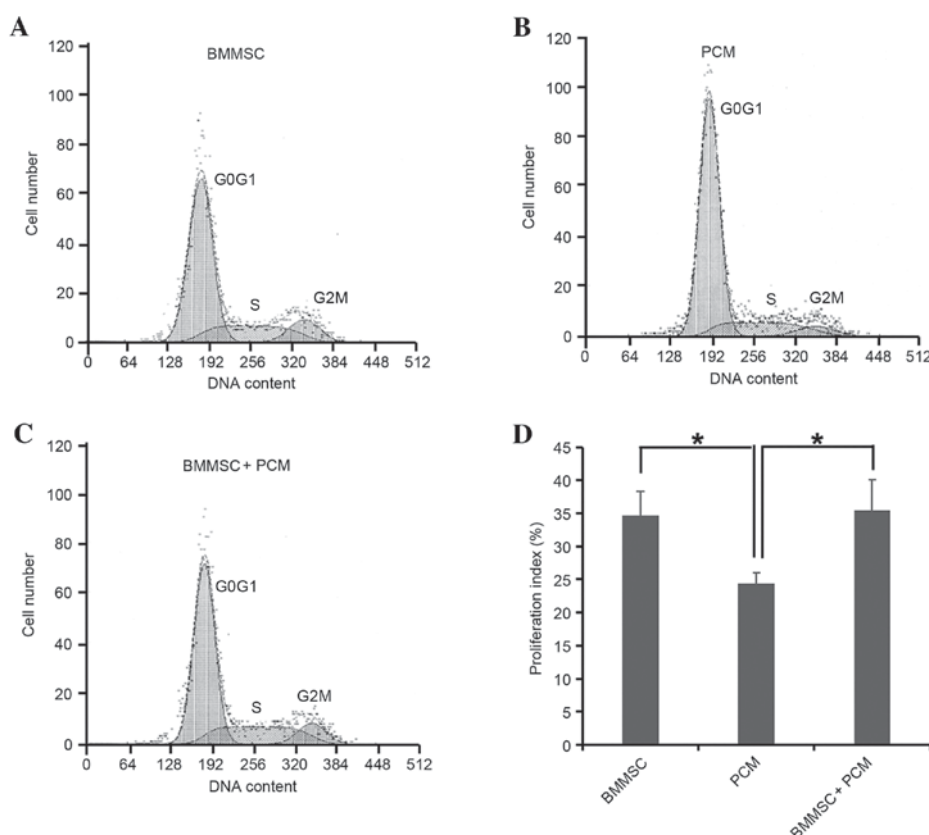 A
BMMSC
120
100
80
60
40
20
0
Cell number
G0G1
S
G2M
0 64 128 192 256 320 384 448 512
DNA content
B
PCM
120
100
80
60
40
20
0
Cell number
G0G1
S
G2M
0 64 128 192 256 320 384 448 512
DNA content
C
BMMSC + PCM
120
100
80
60
40
20
0
Cell number
G0G1
S
G2M
0 64 128 192 256 320 384 448 512
DNA content
D
* *
45
40
35
30
25
20
15
10
5
0
Proliferation index (%)
BMMSC
PCM
BMMSC + PCM